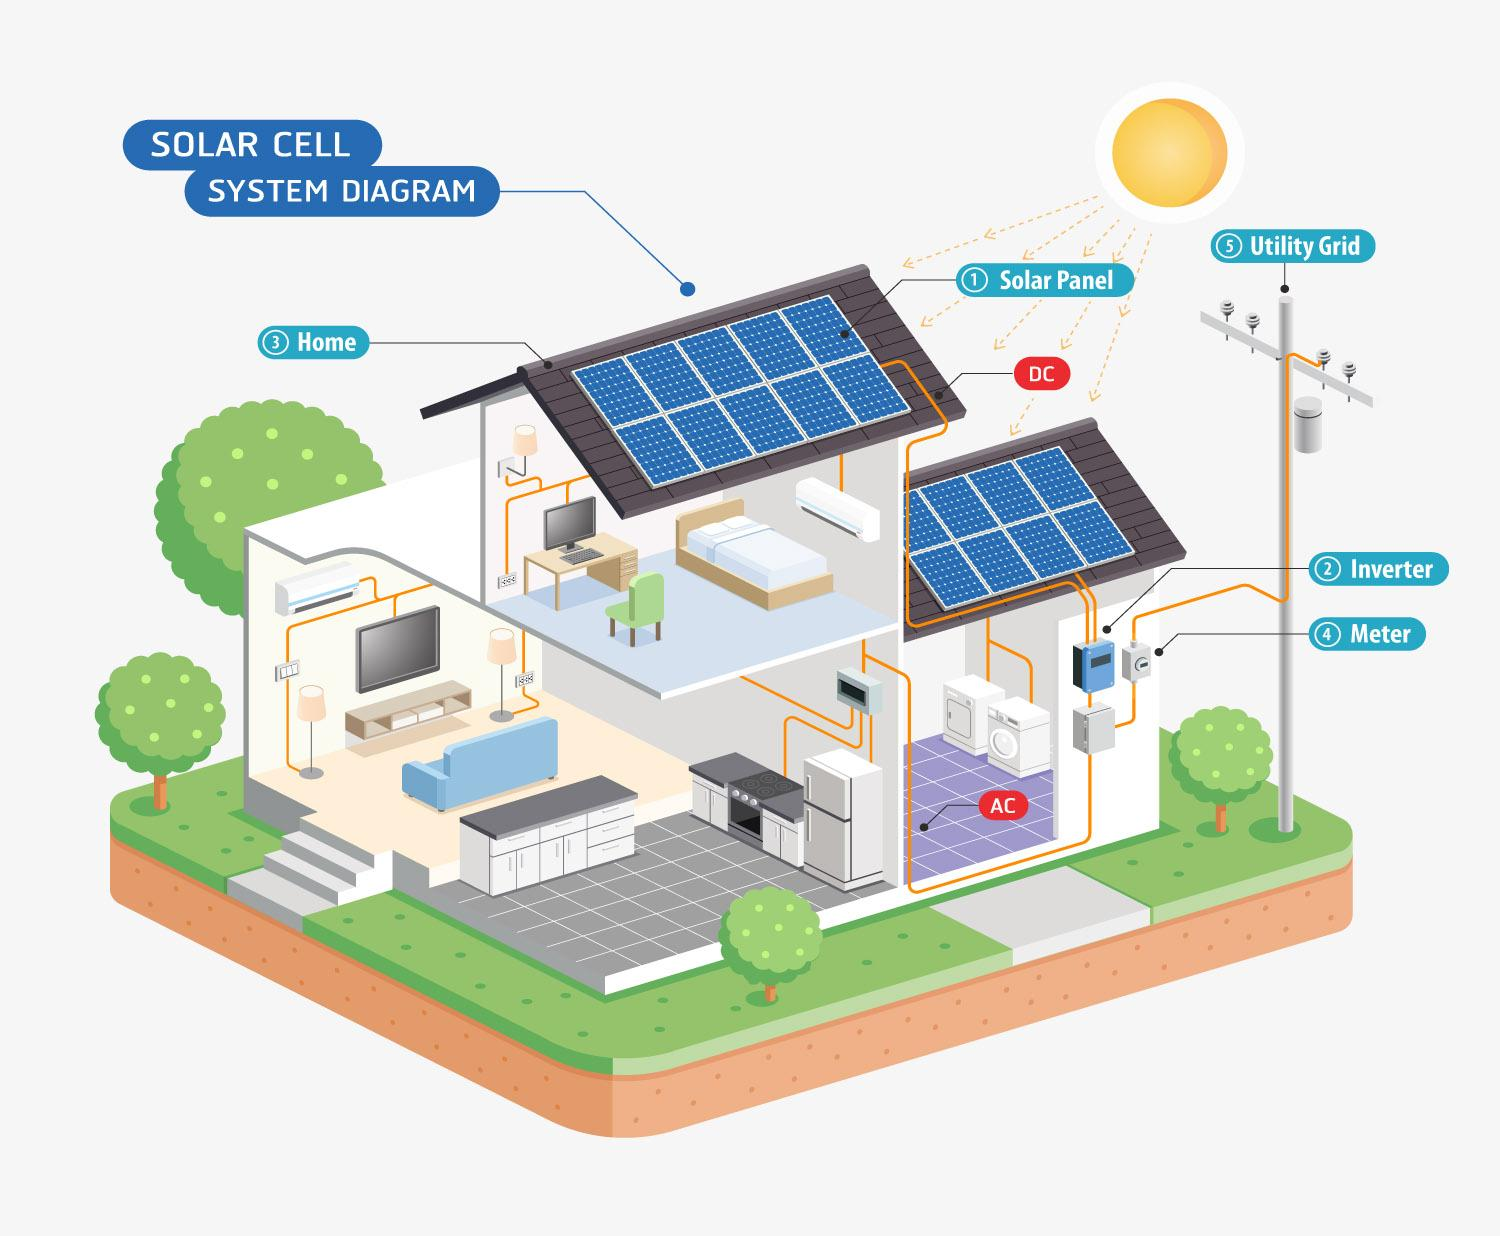 SOLAR CELL
SYSTEM DIAGRAM
5 Utility Grid
1 Solar Panel
3 Home
DC
2 Inverter
4 Meter
AC